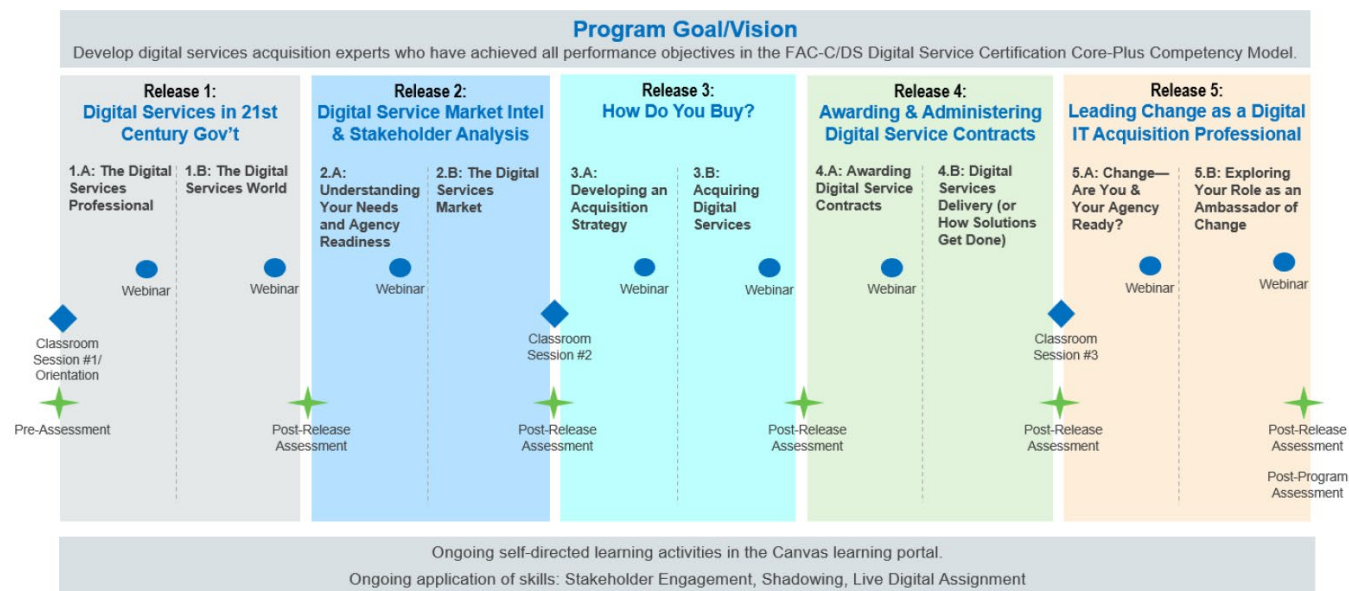 Program Goal/Vision
Develop digital services acquisition experts who have achieved all performance objectives in the FAC-C/DS Digital Service Certification Core-Plus Competency Model.
Release 1:
Digital Services in 21st
Century Gov't
1.A: The Digital
Services
Professional
1.B: The Digital
Services World
Webinar
Webinar
Classroom
Session #1/
Orientation
Pre-Assessment
Release 2:
Digital Service Market Intel
& Stakeholder Analysis
2.A:
Understanding
Your Needs
and Agency
Readiness
2.B: The Digital
Services
Market
Webinar
Post-Release
Assessment
Release 3:
How Do You Buy?
3.A:
Developing an
Acquisition
Strategy
3.B:
Acquiring
Digital
Services
Webinar
Webinar
Classroom
Session #2
Post-Release
Assessment
Release 4:
Awarding & Administering
Digital Service Contracts
4.A: Awarding
Digital Service
Contracts
4.B: Digital
Services
Delivery (or
How Solutions
Get Done)
Webinar
Post-Release
Assessment
Release 5:
Leading Change as a Digital
IT Acquisition Professional
5.A: Change—
Are You &
Your Agency
Ready?
5.B: Exploring
Your Role as an
Ambassador of
Change
Webinar
Webinar
Classroom
Session #3
Post-Release
Assessment
Post-Release
Assessment
Post-Program
Assessment
Ongoing self-directed learning activities in the Canvas learning portal.
Ongoing application of skills: Stakeholder Engagement, Shadowing, Live Digital Assignment